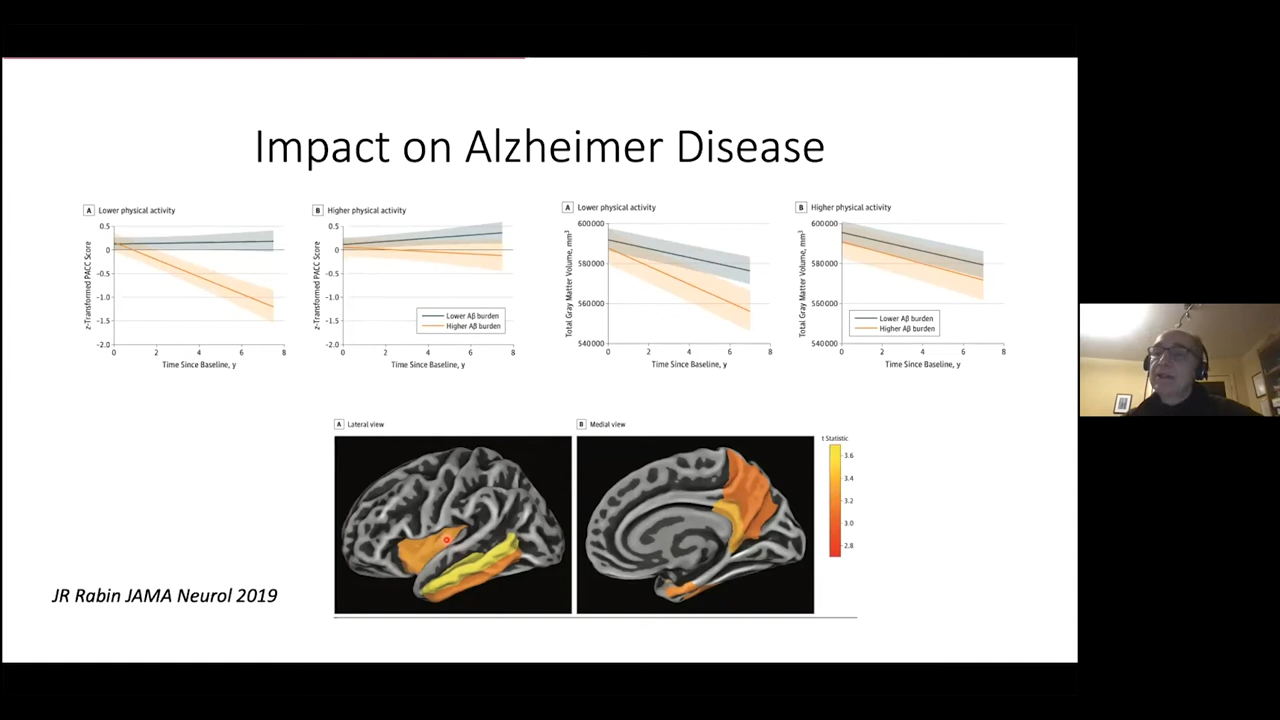 Impact on Alzheimer Disease
A Lower physical activity
z-Transformed PACC Score
0.5
0
-0.5
-1.0
-1.5
-2.0
0 2 4 6 8
Time Since Baseline, y
B Higher physical activity
z-Transformed PACC Score
0.5
0
-0.5
-1.0
-1.5
-2.0
Lower Aβ burden
Higher Aβ burden
0 2 4 6 8
Time Since Baseline, y
A Lower physical activity
Total Gray Matter Volume, mm³
600000
580000
560000
540000
0 2 4 6 8
Time Since Baseline, y
B Higher physical activity
Total Gray Matter Volume, mm³
600000
580000
560000
540000
Lower Aβ burden
Higher Aβ burden
0 2 4 6 8
Time Since Baseline, y
A Lateral view
B Medial view
t Statistic
3.6
3.4
3.2
3.0
2.8
JR Rabin JAMA Neurol 2019